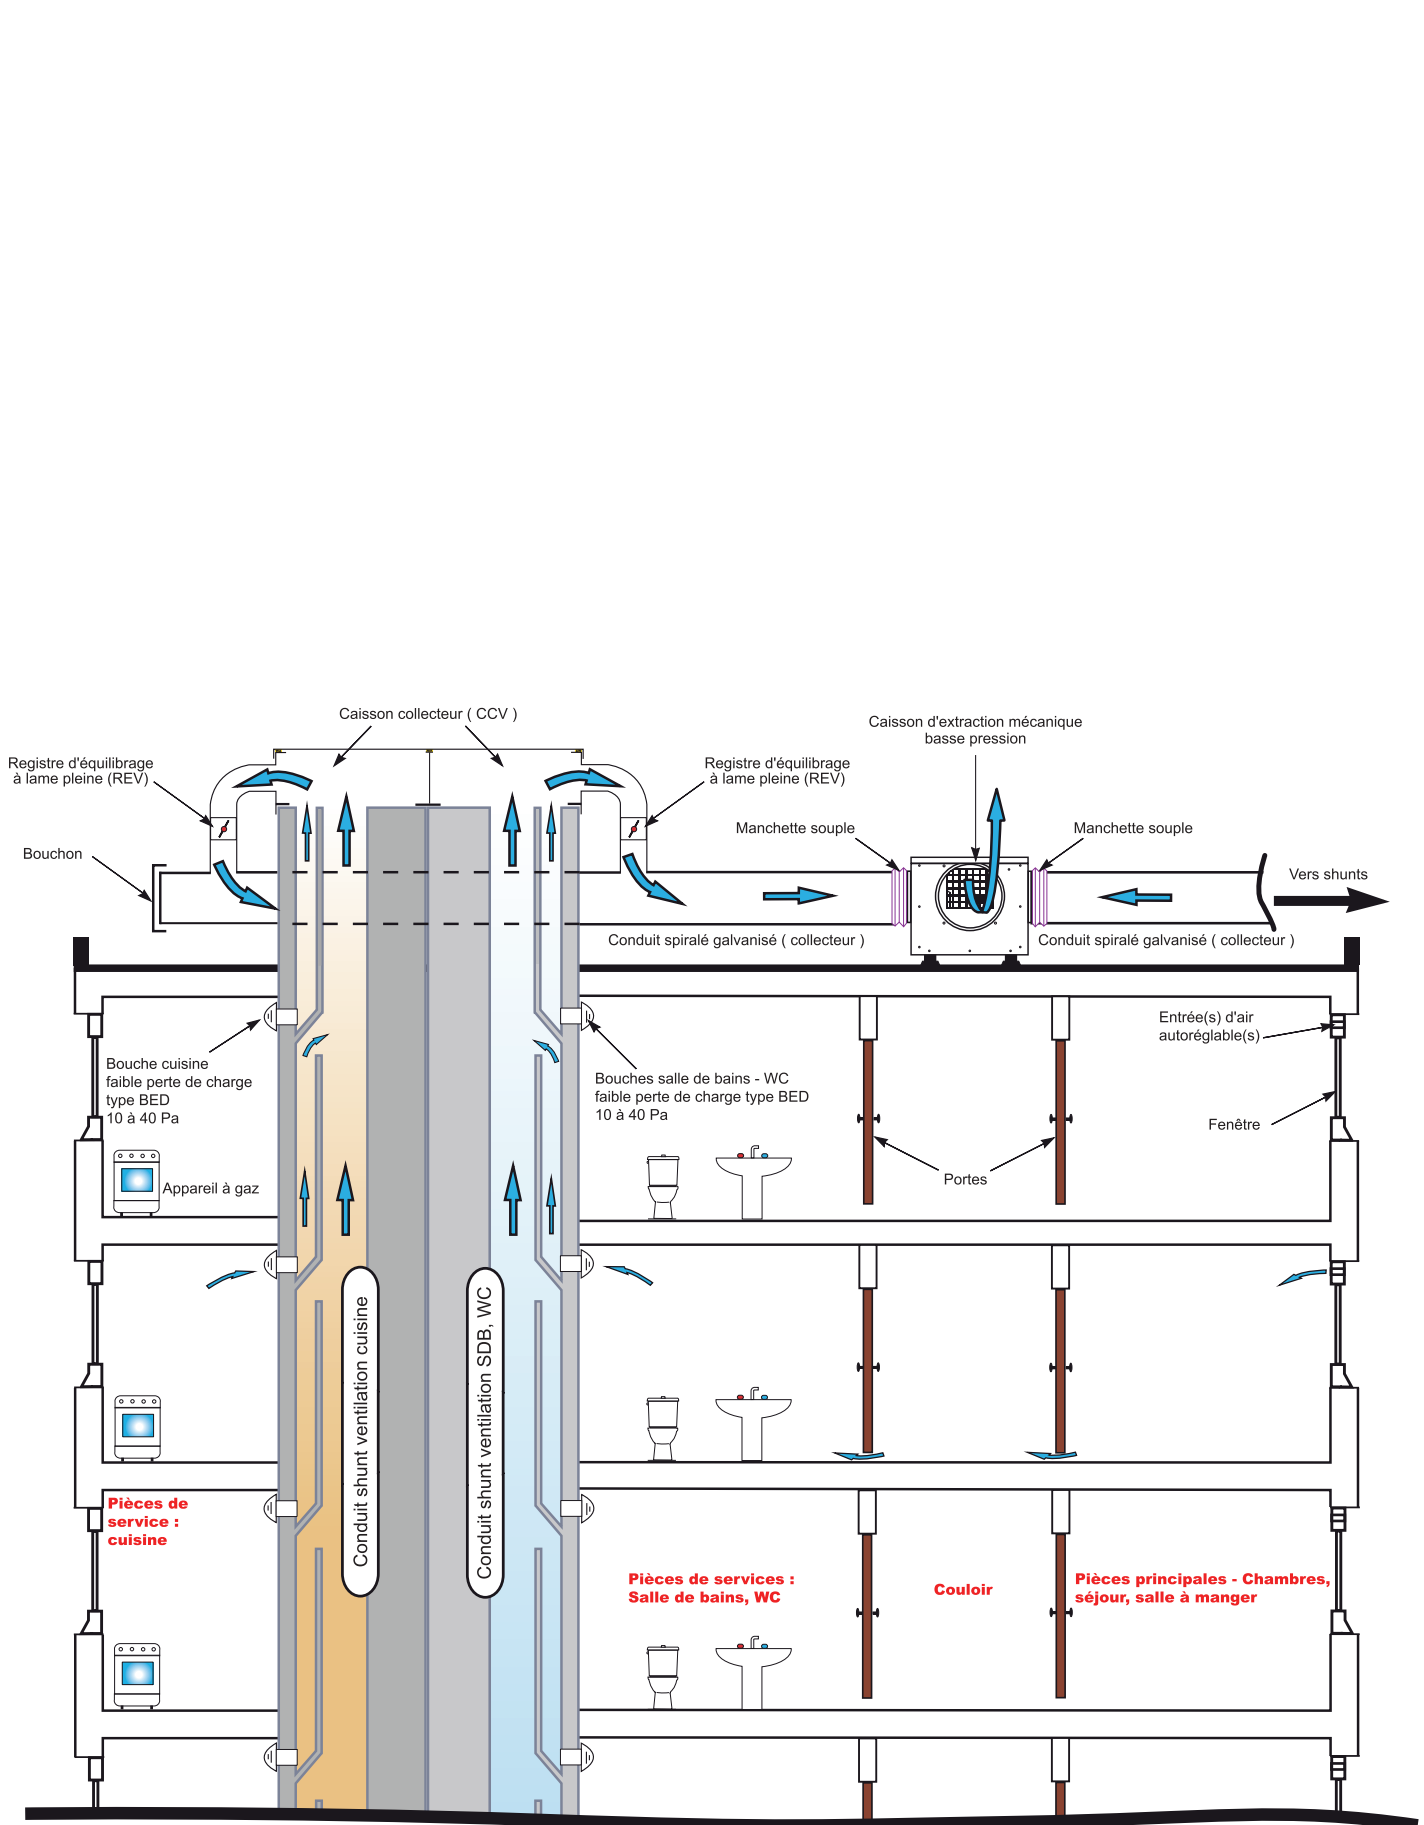 Caisson collecteur ( CCV )
Caisson d'extraction mécanique
basse pression
Registre d'équilibrage
à lame pleine (REV)
Registre d'équilibrage
à lame pleine (REV)
Manchette souple
Manchette souple
Bouchon
Vers shunts
Conduit spiralé galvanisé ( collecteur )
Conduit spiralé galvanisé ( collecteur )
Entrée(s) d'air
autoréglable(s)
Bouche cuisine
faible perte de charge
type BED
10 à 40 Pa
Bouches salle de bains - WC
faible perte de charge type BED
10 à 40 Pa
Fenêtre
Portes
Appareil à gaz
Conduit shunt ventilation cuisine
Conduit shunt ventilation SDB, WC
Pièces de
service :
cuisine
Pièces de services :
Salle de bains, WC
Couloir
Pièces principales - Chambres,
séjour, salle à manger